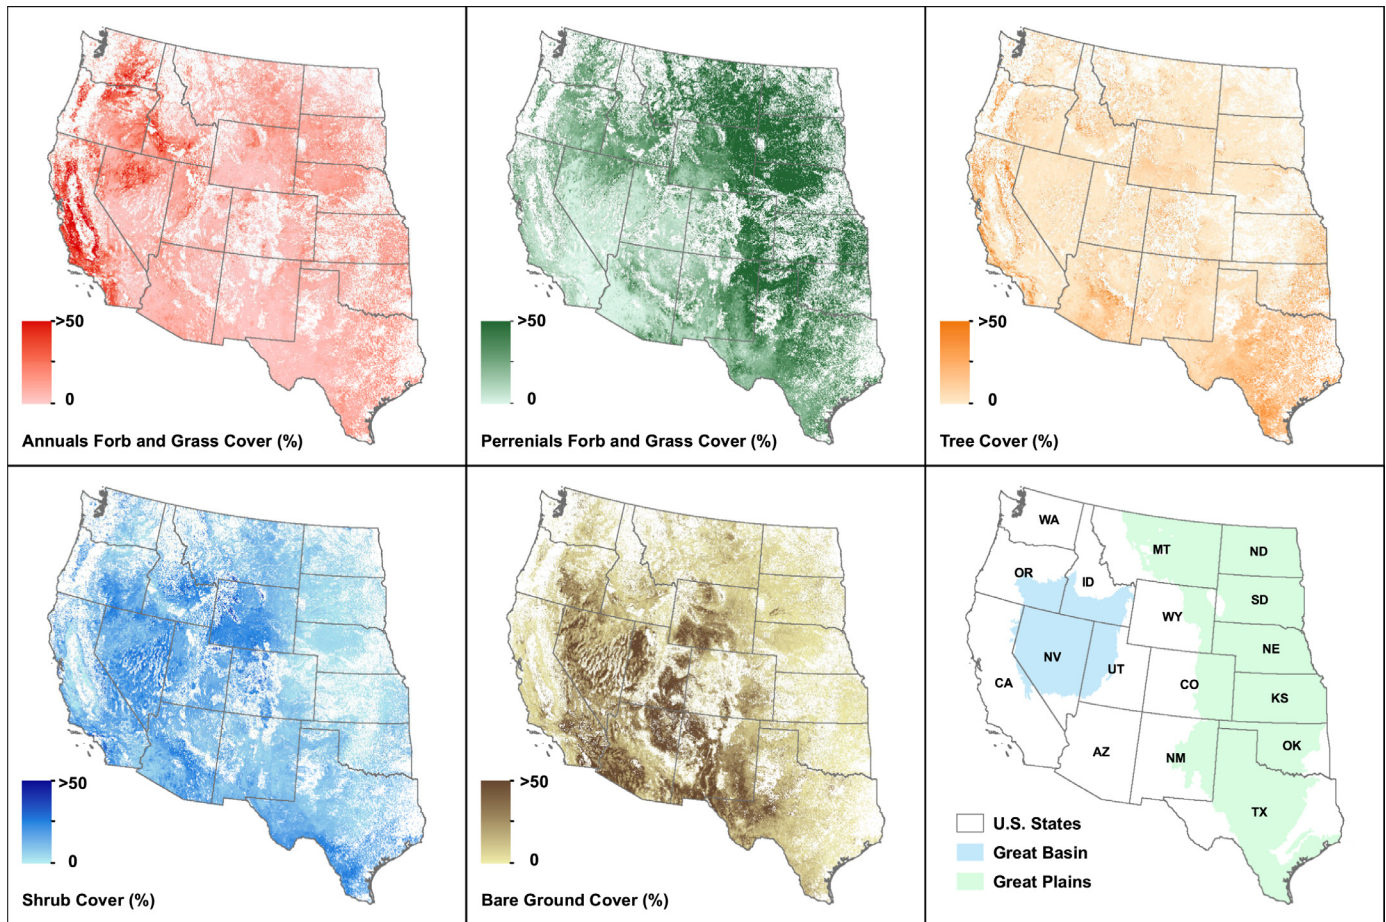 >50
0
Annuals Forb and Grass Cover (%)
>50
0
Perrenials Forb and Grass Cover (%)
>50
0
Tree Cover (%)
>50
0
Shrub Cover (%)
>50
0
Bare Ground Cover (%)
WA
MT
ND
OR
ID
SD
WY
NE
NV
UT
CA
CO
KS
AZ
NM
OK
TX
U.S. States
Great Basin
Great Plains